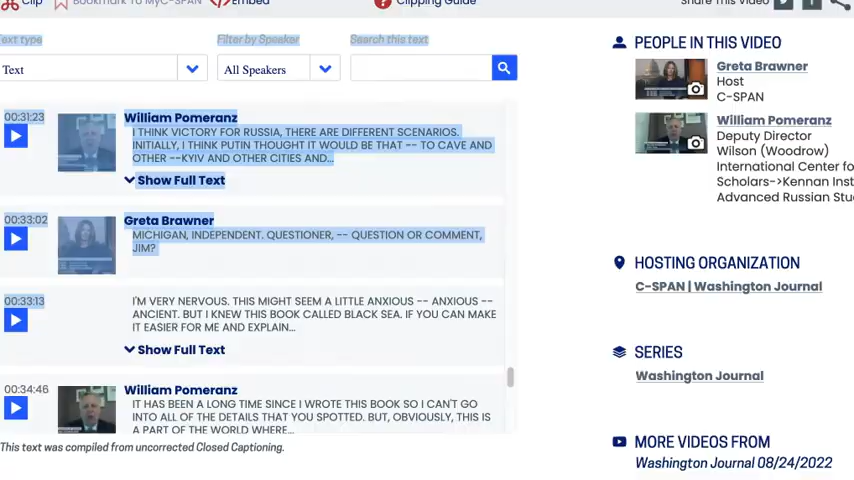 Clip Bookmark To MyC-SPAN </>Embed ? Clipping Guide Share This Video
Text type Filter by Speaker Search this text
Text All Speakers
00:31:23 William Pomeranz
I THINK VICTORY FOR RUSSIA, THERE ARE DIFFERENT SCENARIOS.
INITIALLY, I THINK PUTIN THOUGHT IT WOULD BE THAT -- TO CAVE AND
OTHER --KYIV AND OTHER CITIES AND...
Show Full Text
00:33:02 Greta Brawner
MICHIGAN, INDEPENDENT. QUESTIONER, -- QUESTION OR COMMENT,
JIM?
00:33:13 I'M VERY NERVOUS. THIS MIGHT SEEM A LITTLE ANXIOUS -- ANXIOUS --
ANCIENT. BUT I KNEW THIS BOOK CALLED BLACK SEA. IF YOU CAN MAKE
IT EASIER FOR ME AND EXPLAIN...
Show Full Text
00:34:46 William Pomeranz
IT HAS BEEN A LONG TIME SINCE I WROTE THIS BOOK SO I CAN'T GO
INTO ALL OF THE DETAILS THAT YOU SPOTTED. BUT, OBVIOUSLY, THIS IS
A PART OF THE WORLD WHERE...
This text was compiled from uncorrected Closed Captioning.
PEOPLE IN THIS VIDEO
Greta Brawner
Host
C-SPAN
William Pomeranz
Deputy Director
Wilson (Woodrow)
International Center fo
Scholars->Kennan Inst
Advanced Russian Stu
HOSTING ORGANIZATION
C-SPAN | Washington Journal
SERIES
Washington Journal
MORE VIDEOS FROM
Washington Journal 08/24/2022